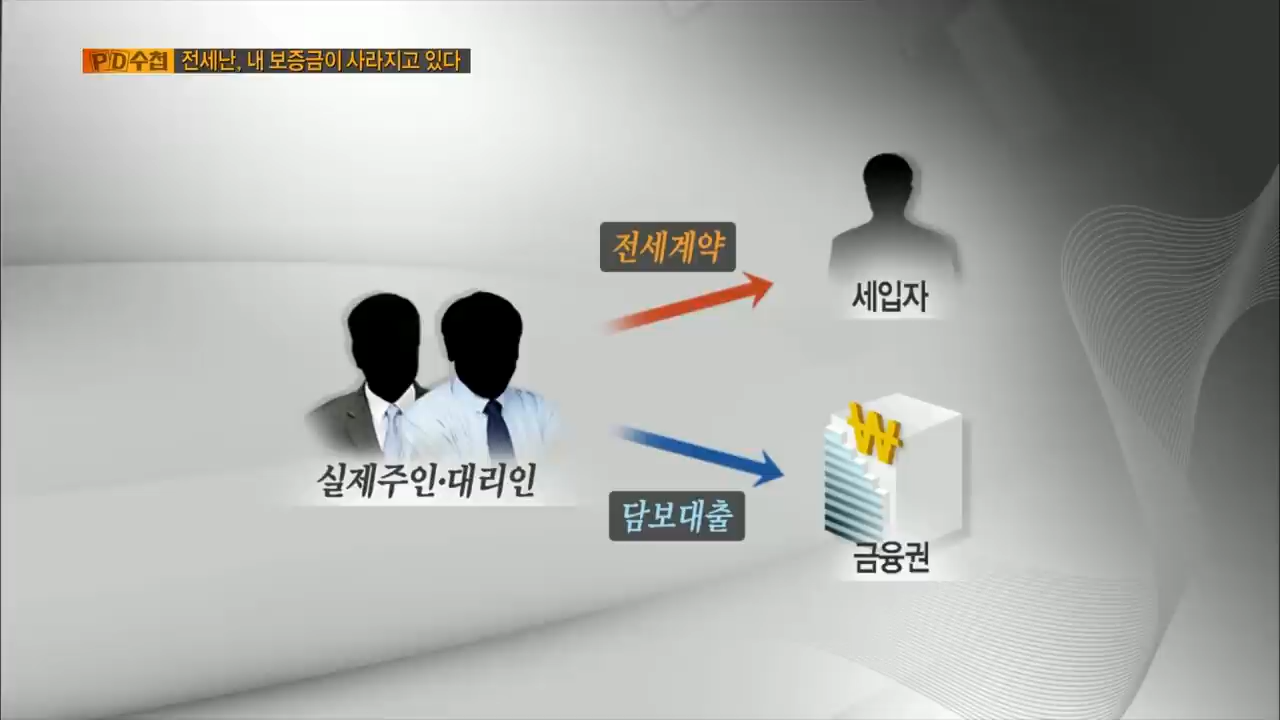 PD수첩 전세난, 내 보증금이 사라지고 있다
전세계약
세입자
실제주인·대리인
담보대출
금융권